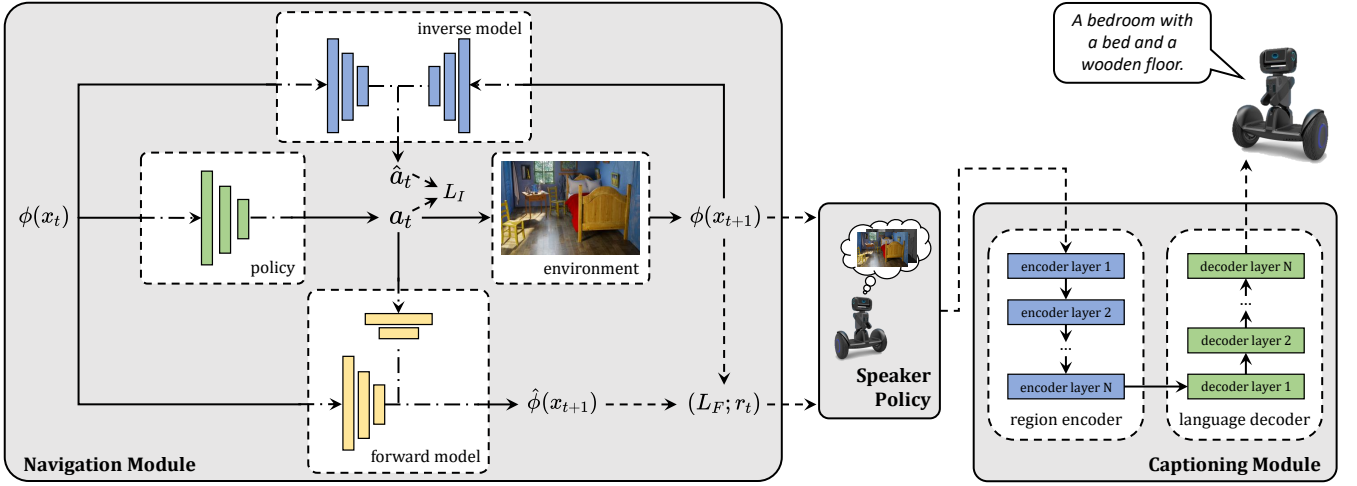 inverse model
A bedroom with
a bed and a
wooden floor.
â_t
L_I
ϕ(x_t)
a_t
ϕ(x_{t+1})
policy
environment
encoder layer 1
encoder layer 2
...
encoder layer N
region encoder
decoder layer N
...
decoder layer 2
decoder layer 1
language decoder
Speaker
Policy
ϕ̂(x_{t+1})
(L_F; r_t)
forward model
Navigation Module
Captioning Module